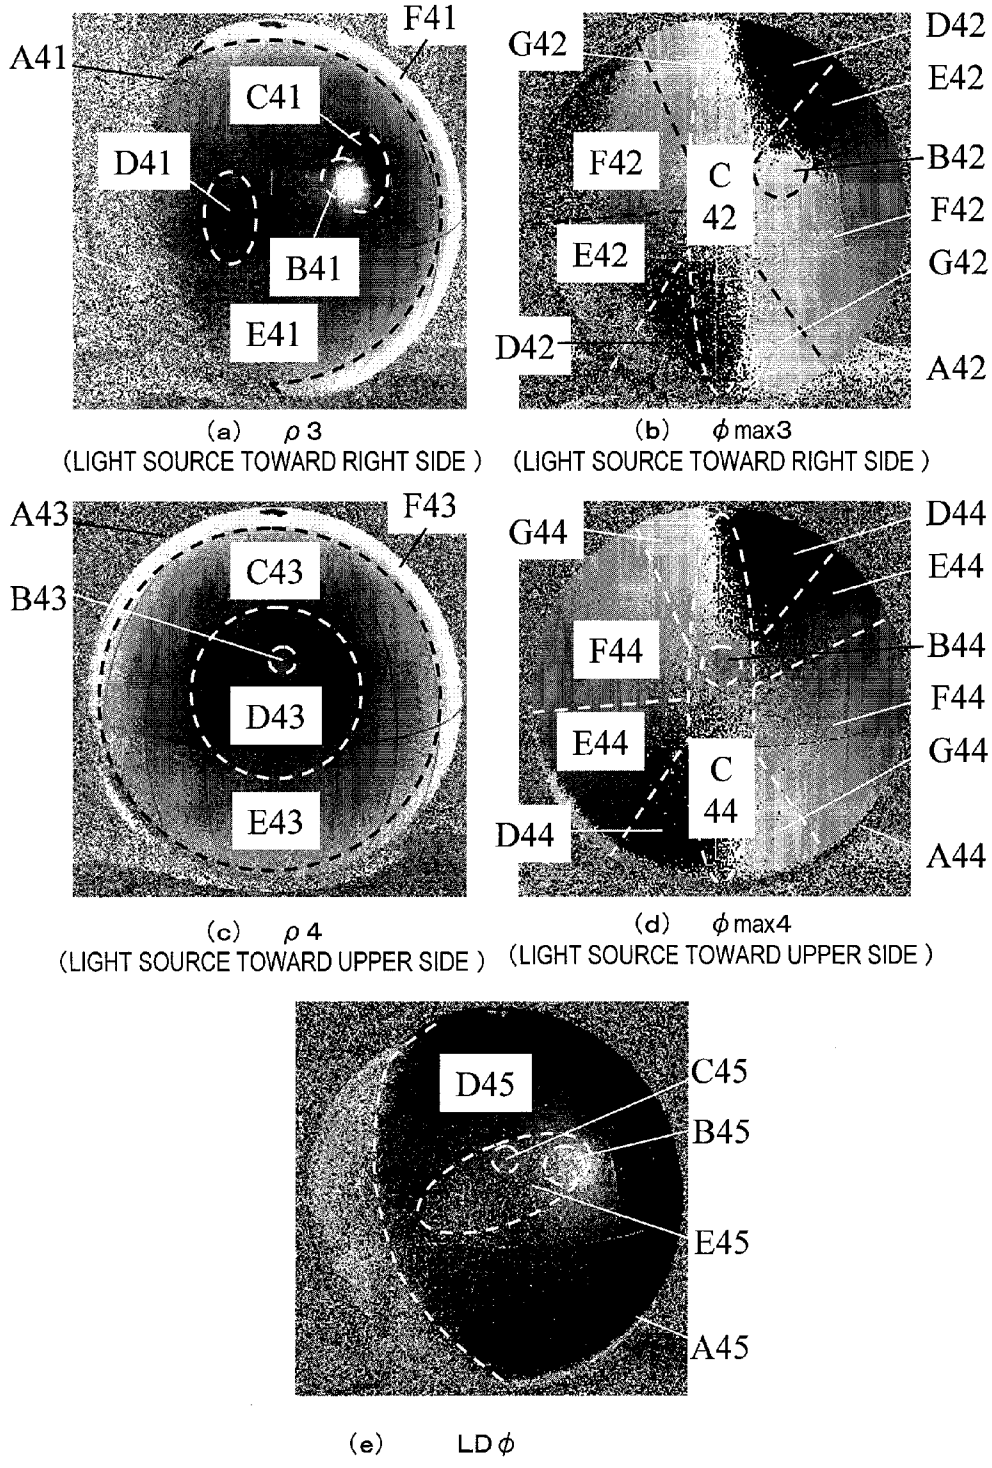 A41
F41
C41
D41
B41
E41
(a) ρ3
(LIGHT SOURCE TOWARD RIGHT SIDE)
G42
D42
E42
F42
C
42
B42
F42
E42
G42
D42
A42
(b) φmax3
(LIGHT SOURCE TOWARD RIGHT SIDE)
A43
F43
C43
B43
D43
E43
(c) ρ4
(LIGHT SOURCE TOWARD UPPER SIDE)
G44
D44
E44
F44
B44
F44
E44
C
44
G44
D44
A44
(d) φmax4
(LIGHT SOURCE TOWARD UPPER SIDE)
D45
C45
B45
E45
A45
(e) LDφ